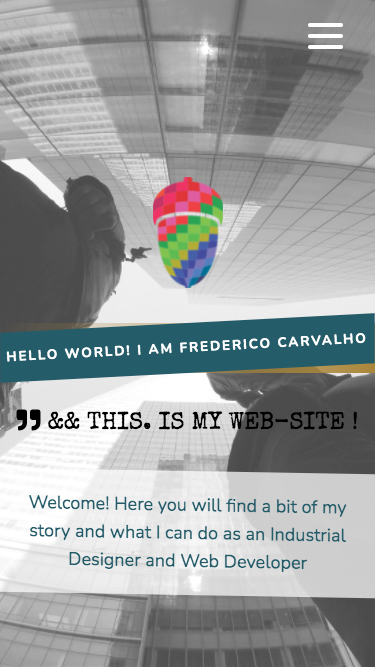 HELLO WORLD! I AM FREDERICO CARVALHO
” && THIS. IS MY WEB-SITE !
Welcome! Here you will find a bit of my
story and what I can do as an Industrial
Designer and Web Developer